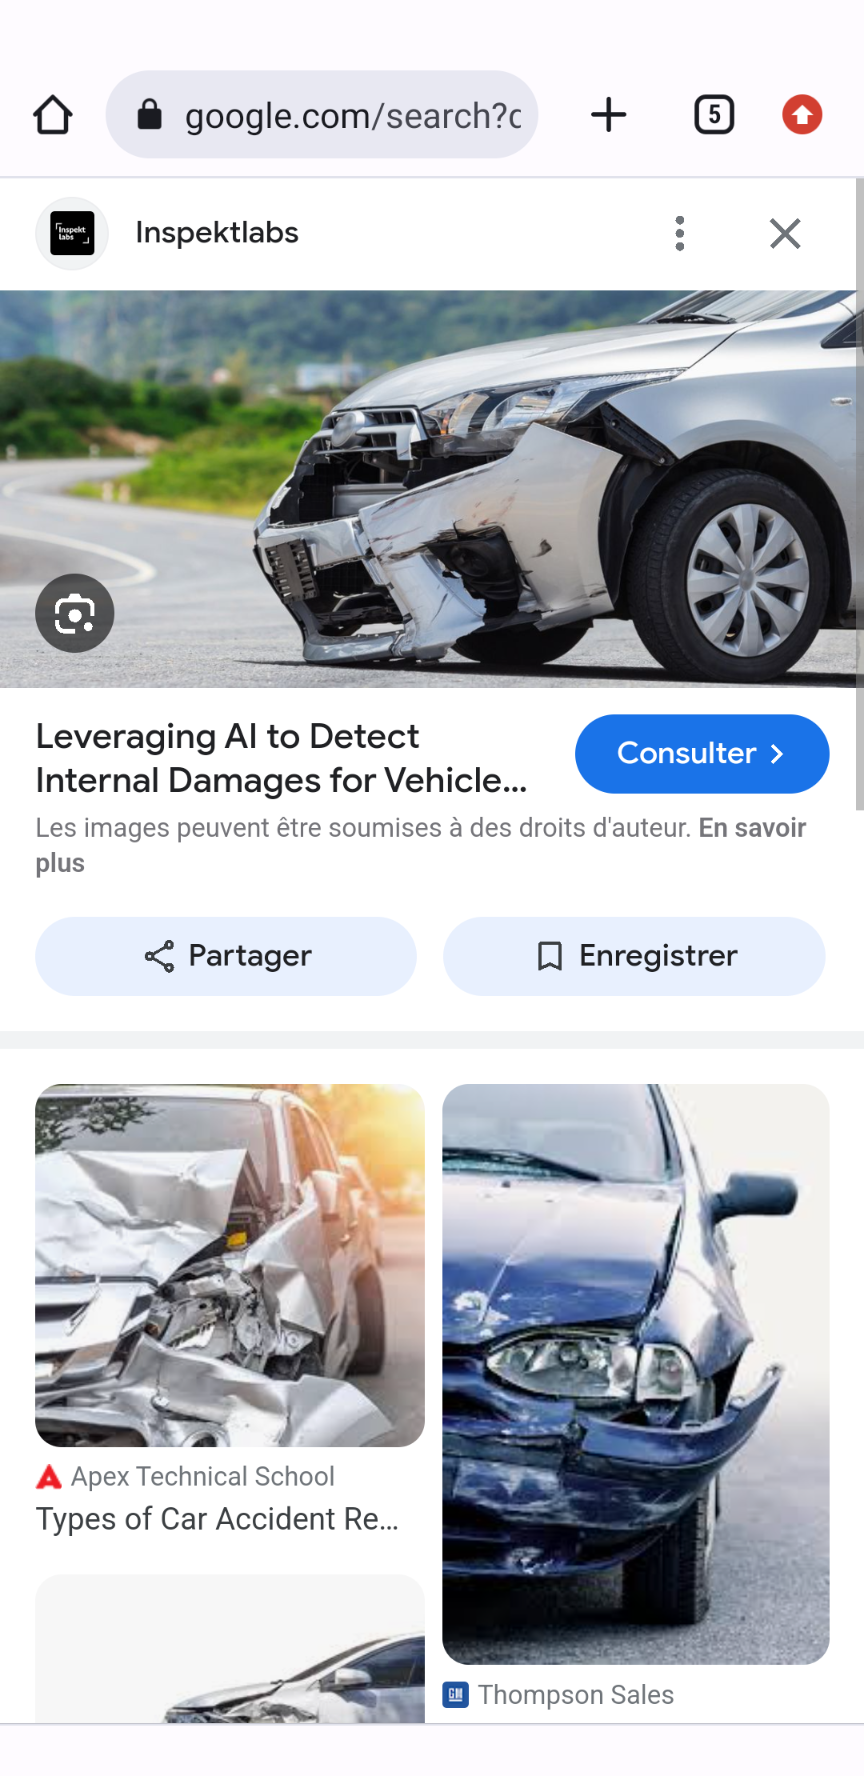 google.com/search?c
5
Inspekt
labs
Inspektlabs
Leveraging AI to Detect
Internal Damages for Vehicle...
Consulter
Les images peuvent être soumises à des droits d'auteur. En savoir
plus
Partager
Enregistrer
Apex Technical School
Types of Car Accident Re...
GM
Thompson Sales